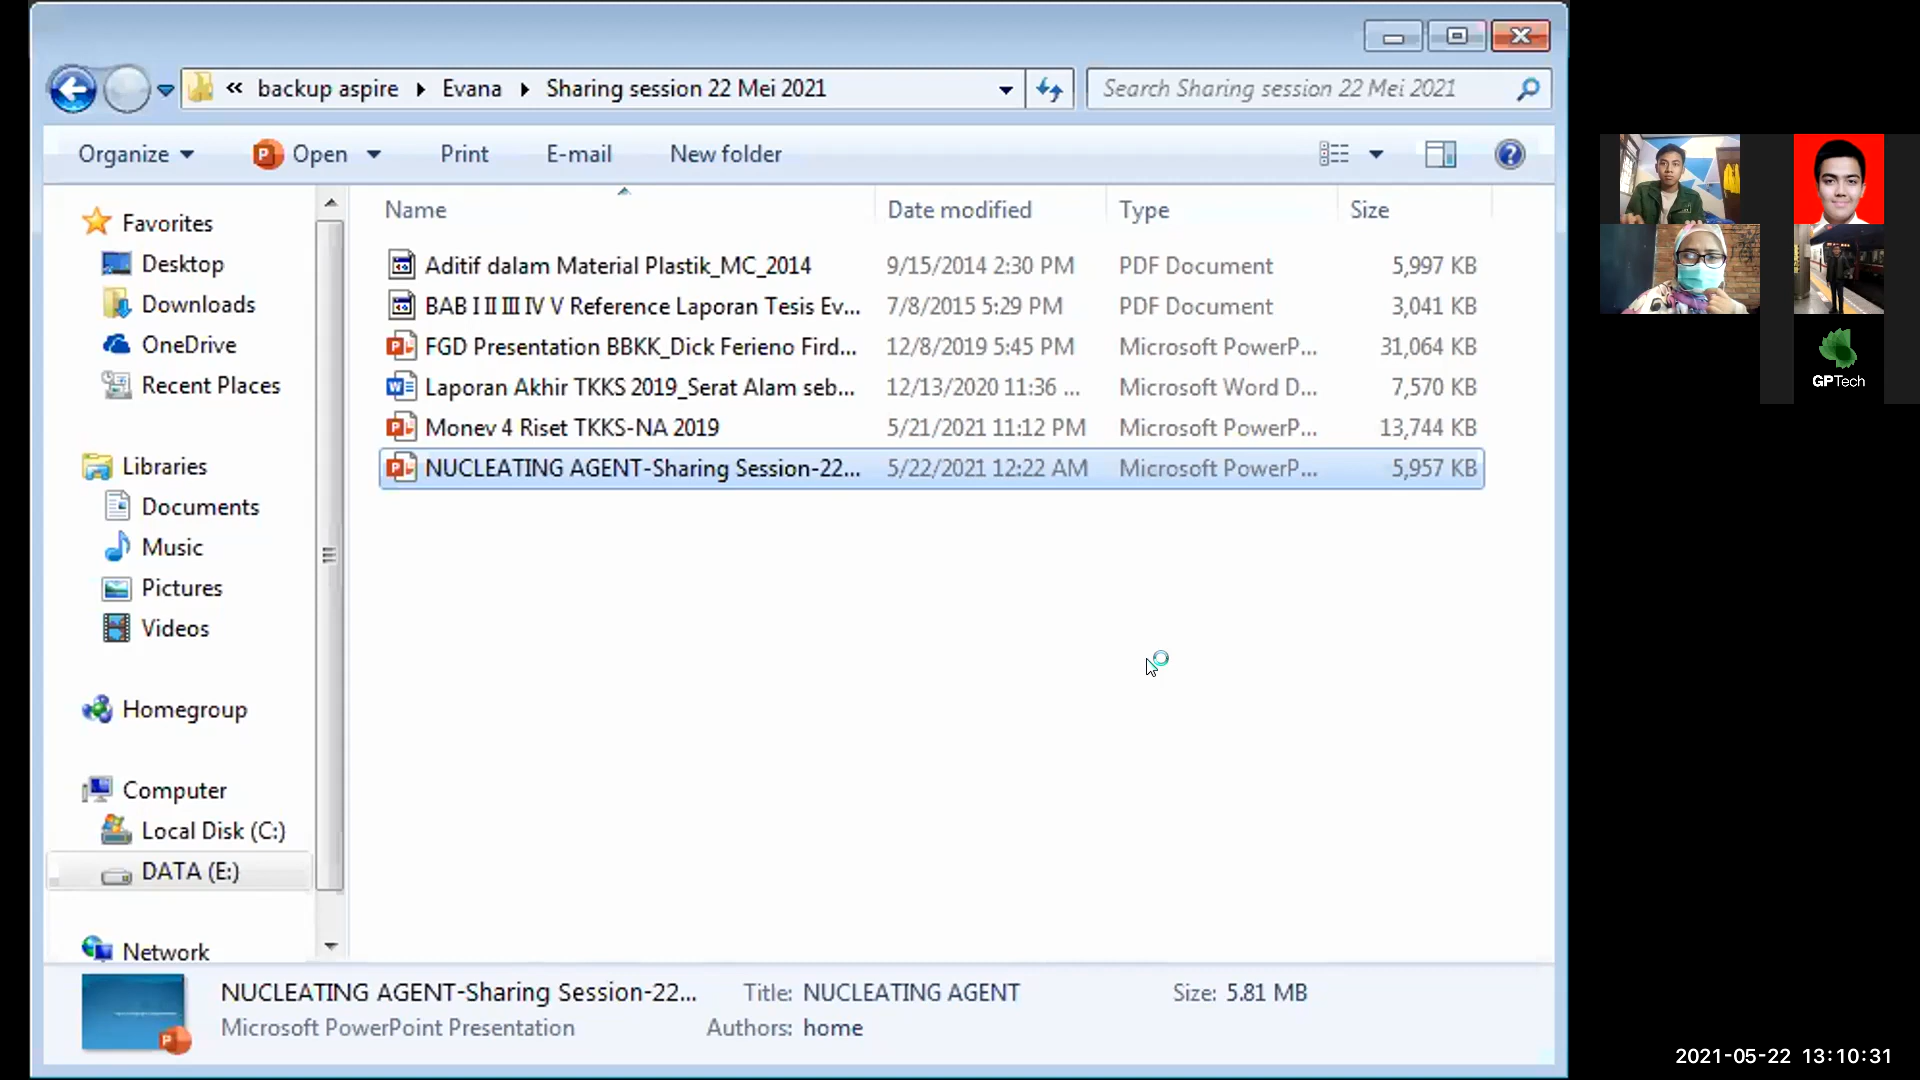 « backup aspire ▸ Evana ▸ Sharing session 22 Mei 2021
Search Sharing session 22 Mei 2021
Organize Open Print E-mail New folder
Name Date modified Type Size
Aditif dalam Material Plastik_MC_2014 9/15/2014 2:30 PM PDF Document 5,997 KB
BAB I II III IV V Reference Laporan Tesis Ev... 7/8/2015 5:29 PM PDF Document 3,041 KB
FGD Presentation BBKK_Dick Ferieno Fird... 12/8/2019 5:45 PM Microsoft PowerP... 31,064 KB
Laporan Akhir TKKS 2019_Serat Alam seb... 12/13/2020 11:36 ... Microsoft Word D... 7,570 KB
Monev 4 Riset TKKS-NA 2019 5/21/2021 11:12 PM Microsoft PowerP... 13,744 KB
NUCLEATING AGENT-Sharing Session-22... 5/22/2021 12:22 AM Microsoft PowerP... 5,957 KB
Favorites
Desktop
Downloads
OneDrive
Recent Places
Libraries
Documents
Music
Pictures
Videos
Homegroup
Computer
Local Disk (C:)
DATA (E:)
Network
NUCLEATING AGENT-Sharing Session-22... Title: NUCLEATING AGENT Size: 5.81 MB
Microsoft PowerPoint Presentation Authors: home
GPTech
2021-05-22 13:10:31